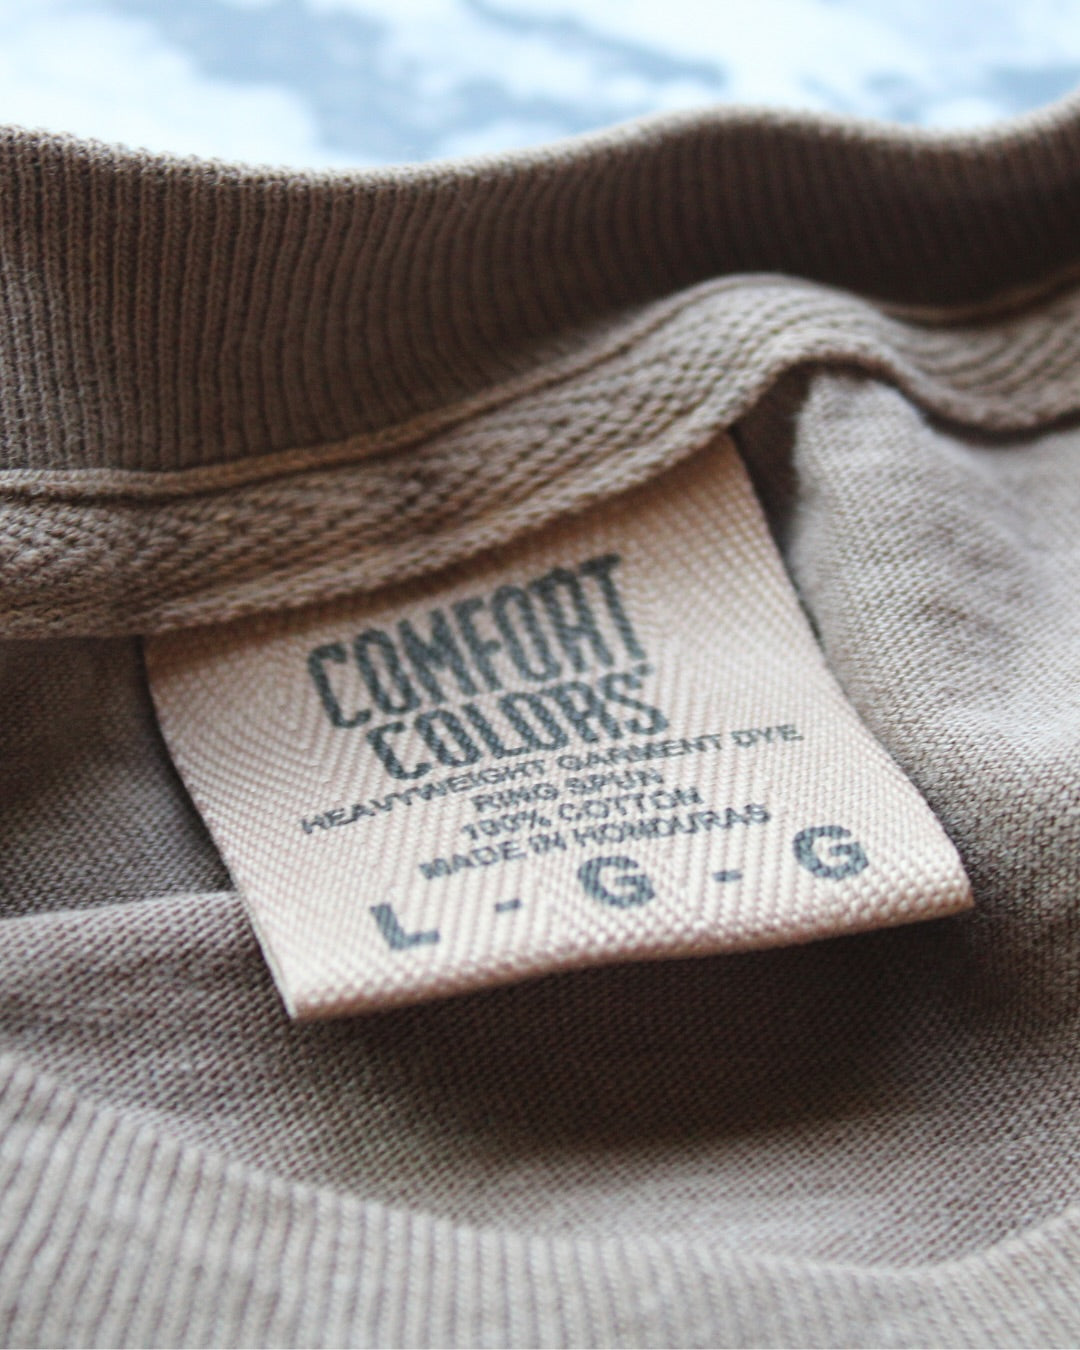 COMFORT
COLORS®
HEAVYWEIGHT GARMENT DYE
RING SPUN
100% COTTON
MADE IN HONDURAS
L - G - G